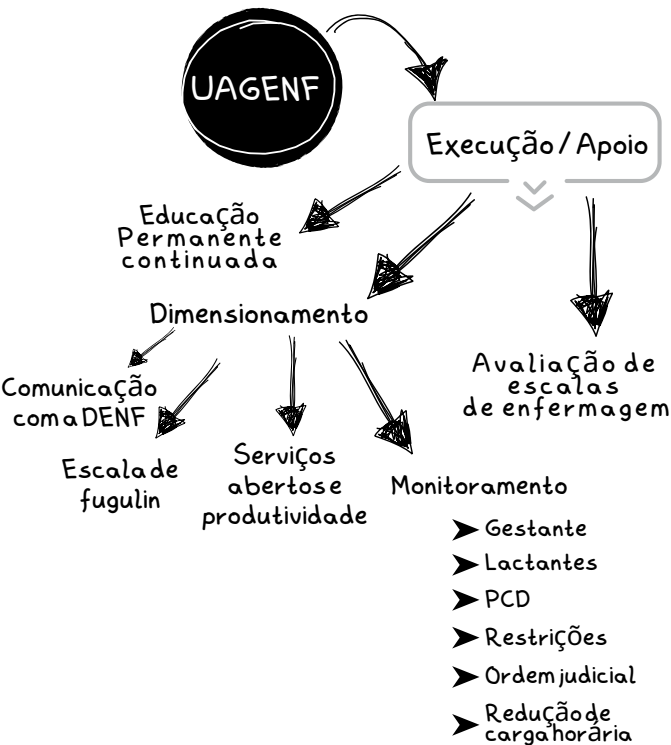 UAGENF
Execução / Apoio
Educação
Permanente
continuada
Dimensionamento
Comunicação
com a DENF
Escala de
fugulin
Serviços
abertos e
produtividade
Monitoramento
Gestante
Lactantes
PCD
Restrições
Ordem judicial
Redução de
carga horária
Avaliação de
escalas
de enfermagem